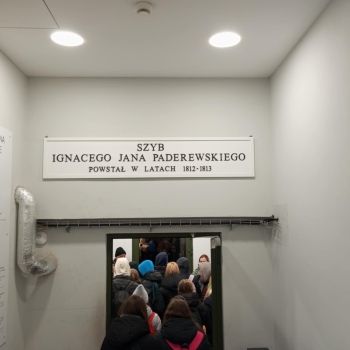 SZYB
IGNACEGO JANA PADEREWSKIEGO
POWSTAŁ W LATACH 1812-1813